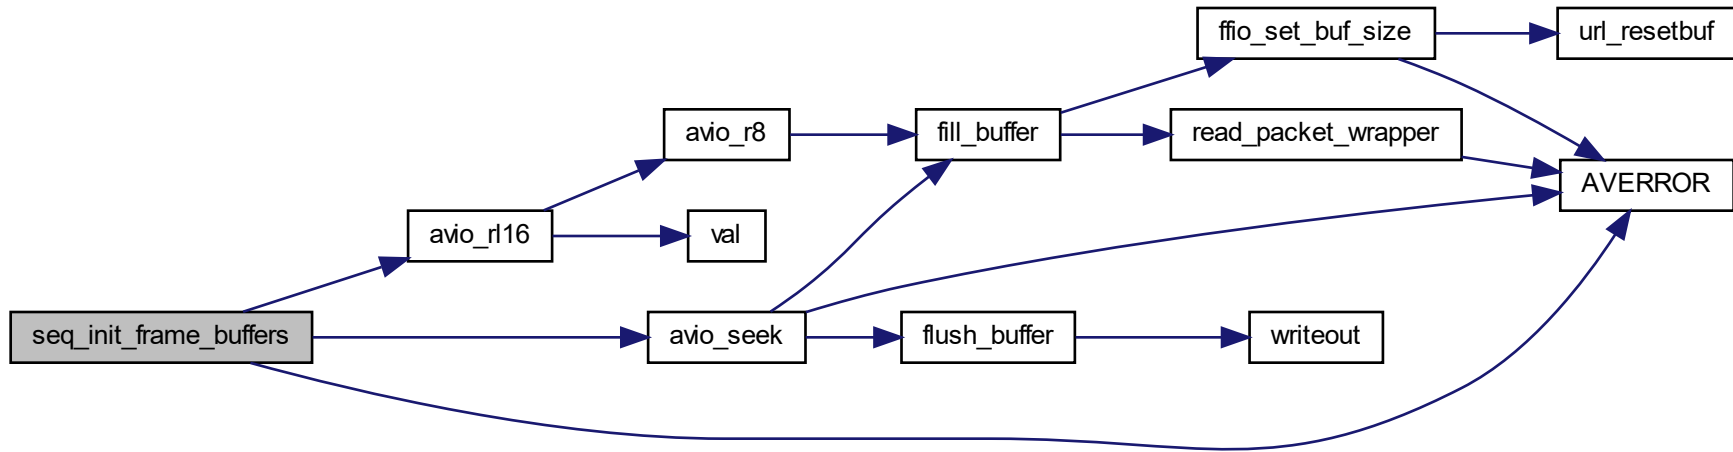 ffio_set_buf_size
url_resetbuf
avio_r8
fill_buffer
read_packet_wrapper
AVERROR
avio_rl16
val
seq_init_frame_buffers
avio_seek
flush_buffer
writeout